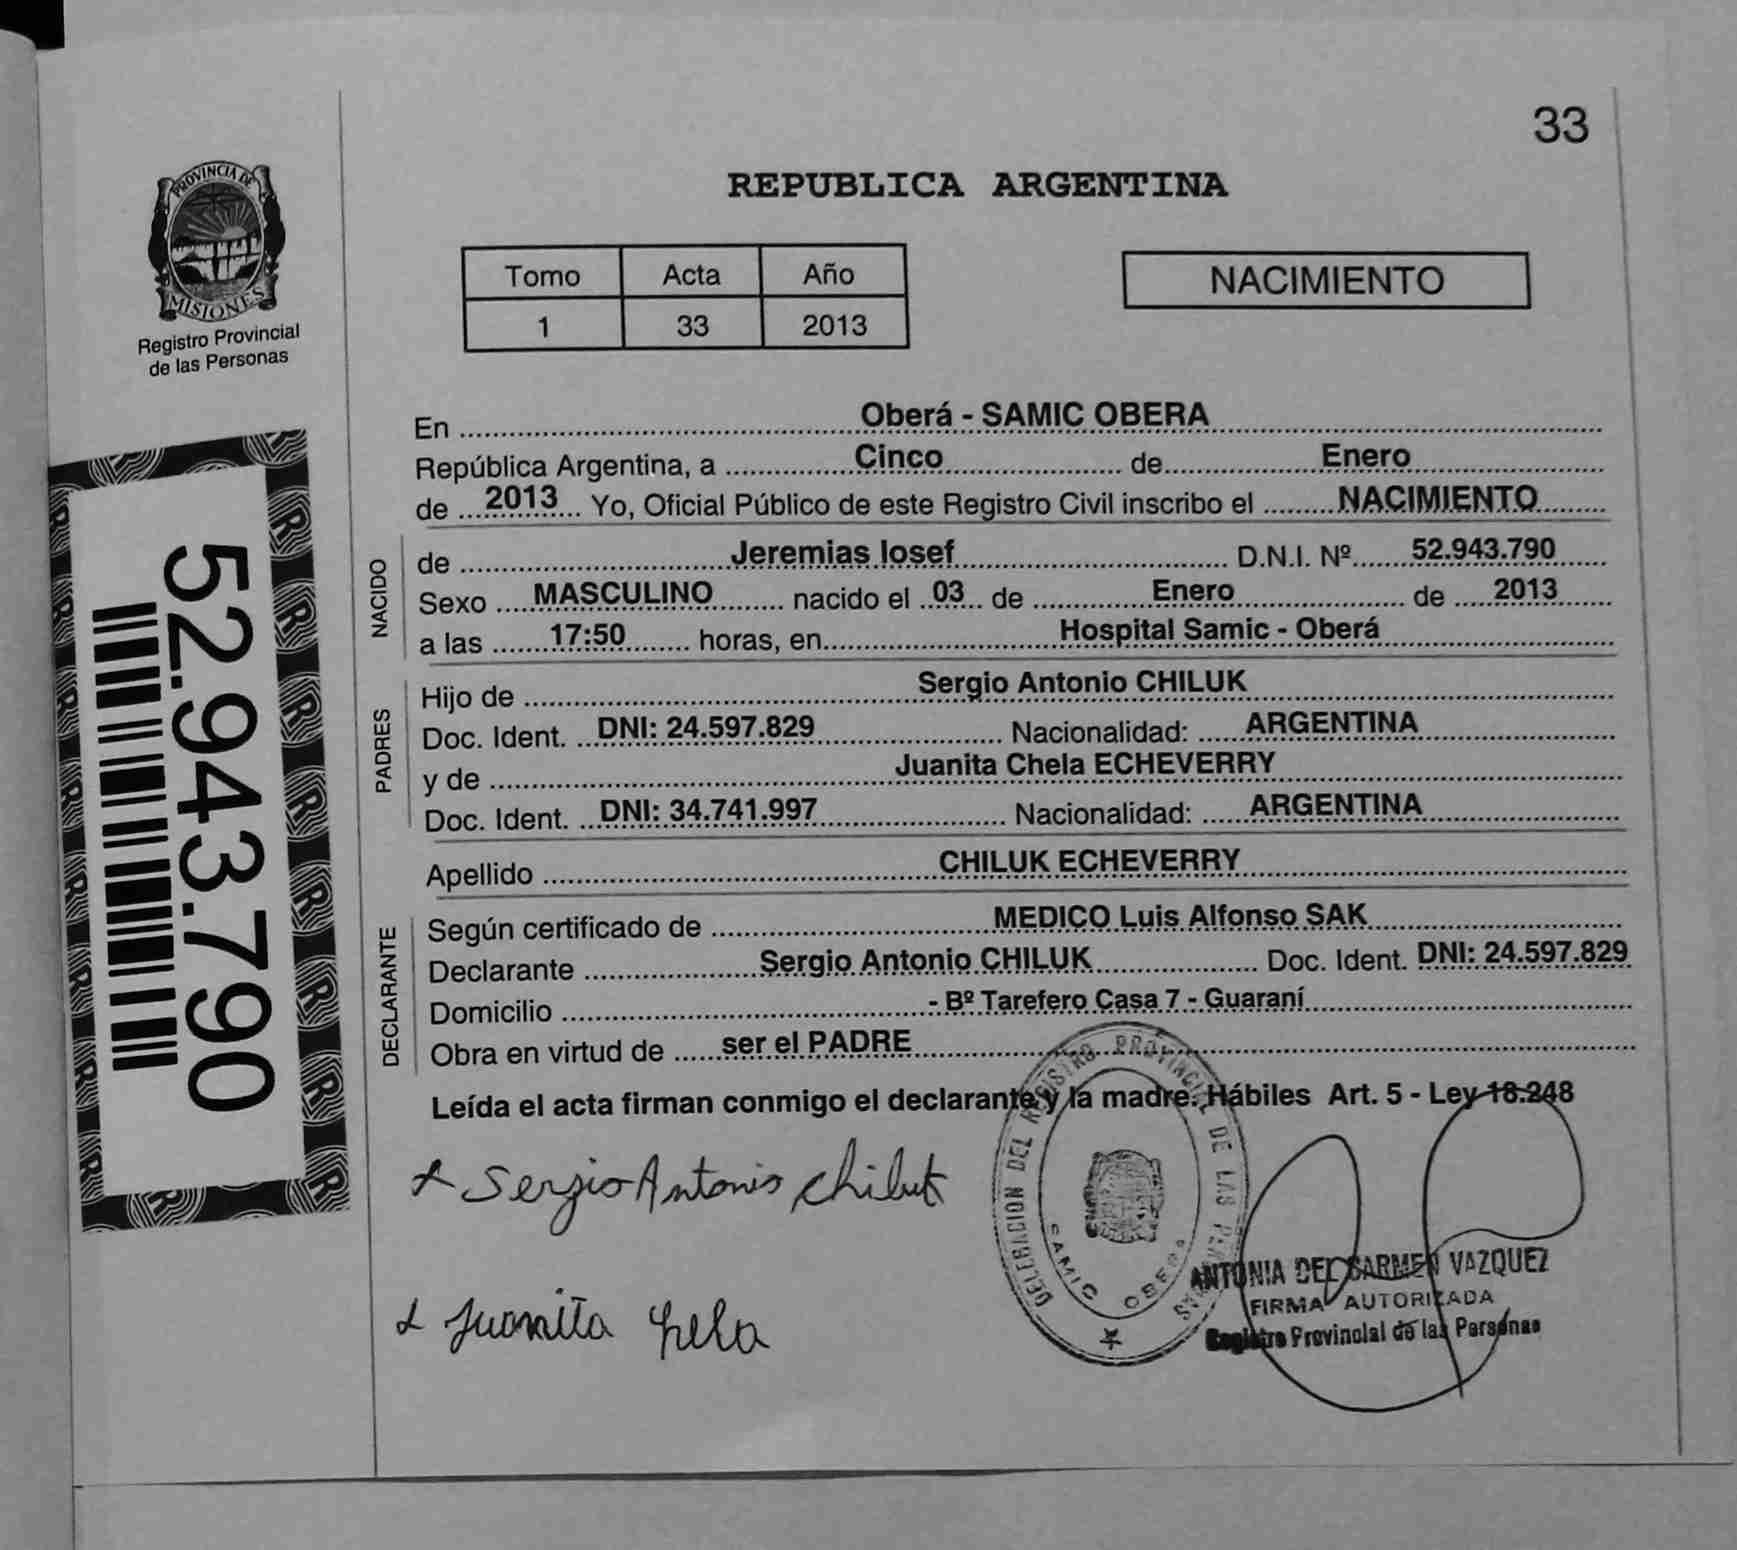 33
PROVINCIA DE
MISIONES
Registro Provincial
de las Personas
REPUBLICA ARGENTINA
Tomo Acta Año
1 33 2013
NACIMIENTO
En Oberá - SAMIC OBERA
República Argentina, a Cinco de Enero
de 2013 Yo, Oficial Público de este Registro Civil inscribo el NACIMIENTO
NACIDO
de Jeremias Iosef D.N.I. Nº 52.943.790
Sexo MASCULINO nacido el 03 de Enero de 2013
a las 17:50 horas, en Hospital Samic - Oberá
PADRES
Hijo de Sergio Antonio CHILUK
Doc. Ident. DNI: 24.597.829 Nacionalidad: ARGENTINA
y de Juanita Chela ECHEVERRY
Doc. Ident. DNI: 34.741.997 Nacionalidad: ARGENTINA
Apellido CHILUK ECHEVERRY
DECLARANTE
Según certificado de MEDICO Luis Alfonso SAK
Declarante Sergio Antonio CHILUK Doc. Ident. DNI: 24.597.829
Domicilio - Bº Tarefero Casa 7 - Guaraní
Obra en virtud de ser el PADRE
Leída el acta firman conmigo el declarante y la madre. Hábiles Art. 5 - Ley 18.248
52.943.790
Sergio Antonio Chiluk
Juanita Chela
DELEGACION DEL REGISTRO PROVINCIAL DE LAS PERSONAS
SAMIC OBERA
ANTONIA DEL CARMEN VAZQUEZ
FIRMA AUTORIZADA
Registro Provincial de las Personas